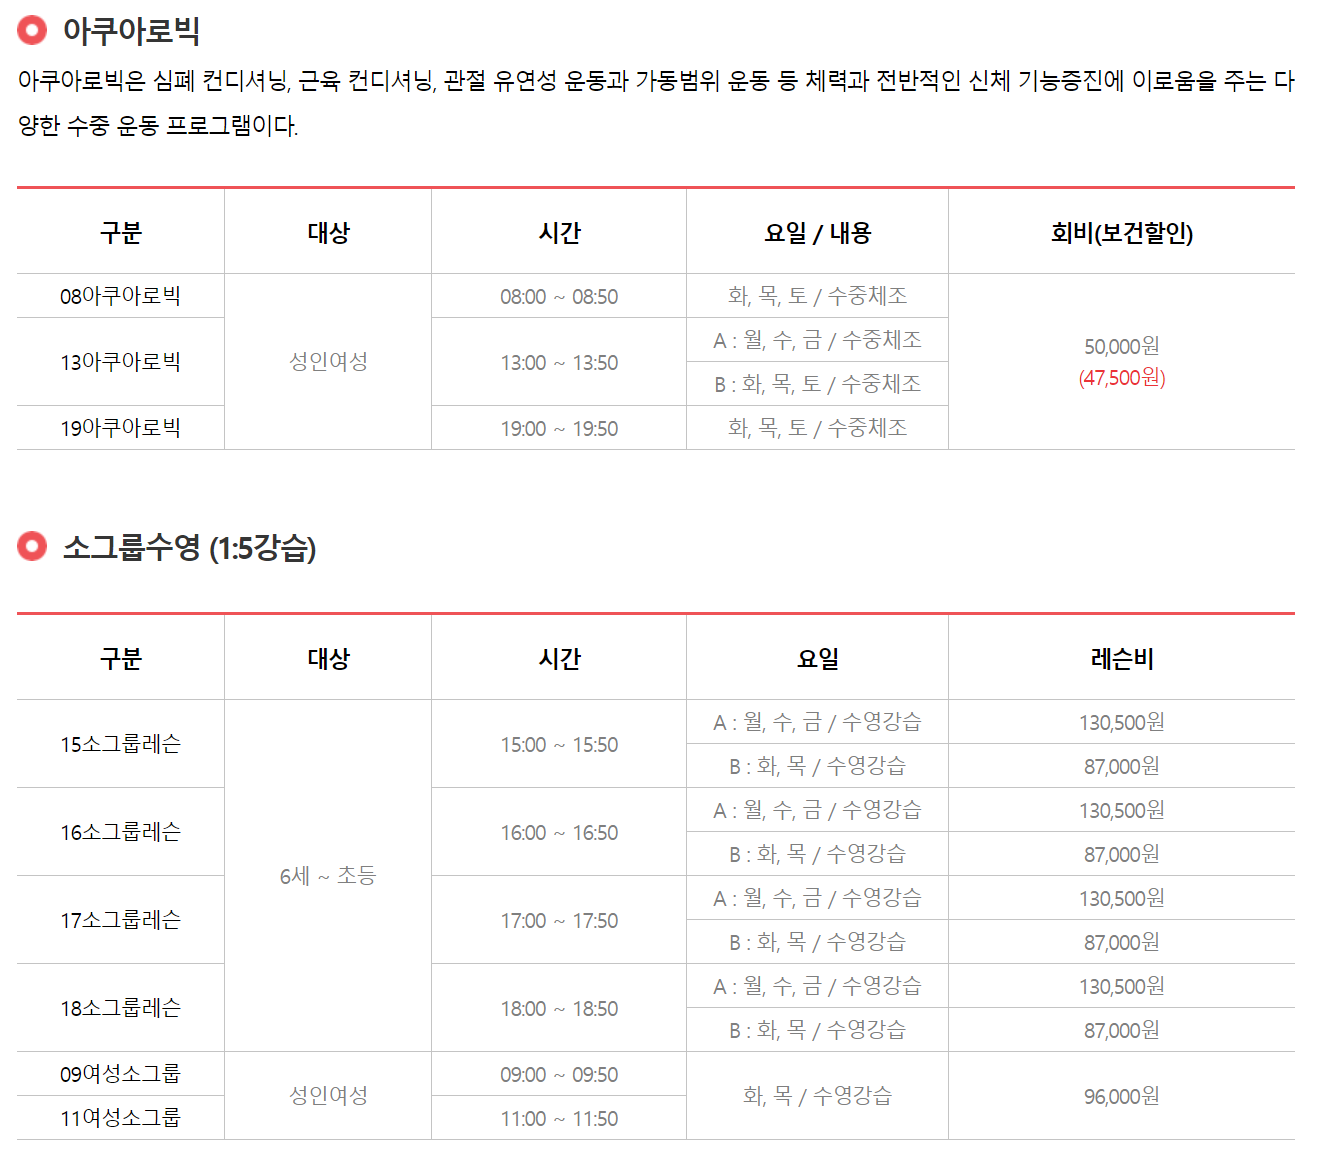 아쿠아로빅
아쿠아로빅은 심폐 컨디셔닝, 근육 컨디셔닝, 관절 유연성 운동과 가동범위 운동 등 체력과 전반적인 신체 기능증진에 이로움을 주는 다
양한 수중 운동 프로그램이다.
구분 대상 시간 요일 / 내용 회비(보건할인)
08아쿠아로빅 08:00 ~ 08:50 화, 목, 토 / 수중체조
13아쿠아로빅 성인여성 13:00 ~ 13:50 A : 월, 수, 금 / 수중체조 50,000원
B : 화, 목, 토 / 수중체조 (47,500원)
19아쿠아로빅 19:00 ~ 19:50 화, 목, 토 / 수중체조
소그룹수영 (1:5강습)
구분 대상 시간 요일 레슨비
15소그룹레슨 15:00 ~ 15:50 A : 월, 수, 금 / 수영강습 130,500원
B : 화, 목 / 수영강습 87,000원
16소그룹레슨 16:00 ~ 16:50 A : 월, 수, 금 / 수영강습 130,500원
B : 화, 목 / 수영강습 87,000원
6세 ~ 초등
17소그룹레슨 17:00 ~ 17:50 A : 월, 수, 금 / 수영강습 130,500원
B : 화, 목 / 수영강습 87,000원
18소그룹레슨 18:00 ~ 18:50 A : 월, 수, 금 / 수영강습 130,500원
B : 화, 목 / 수영강습 87,000원
09여성소그룹 09:00 ~ 09:50
성인여성 화, 목 / 수영강습 96,000원
11여성소그룹 11:00 ~ 11:50